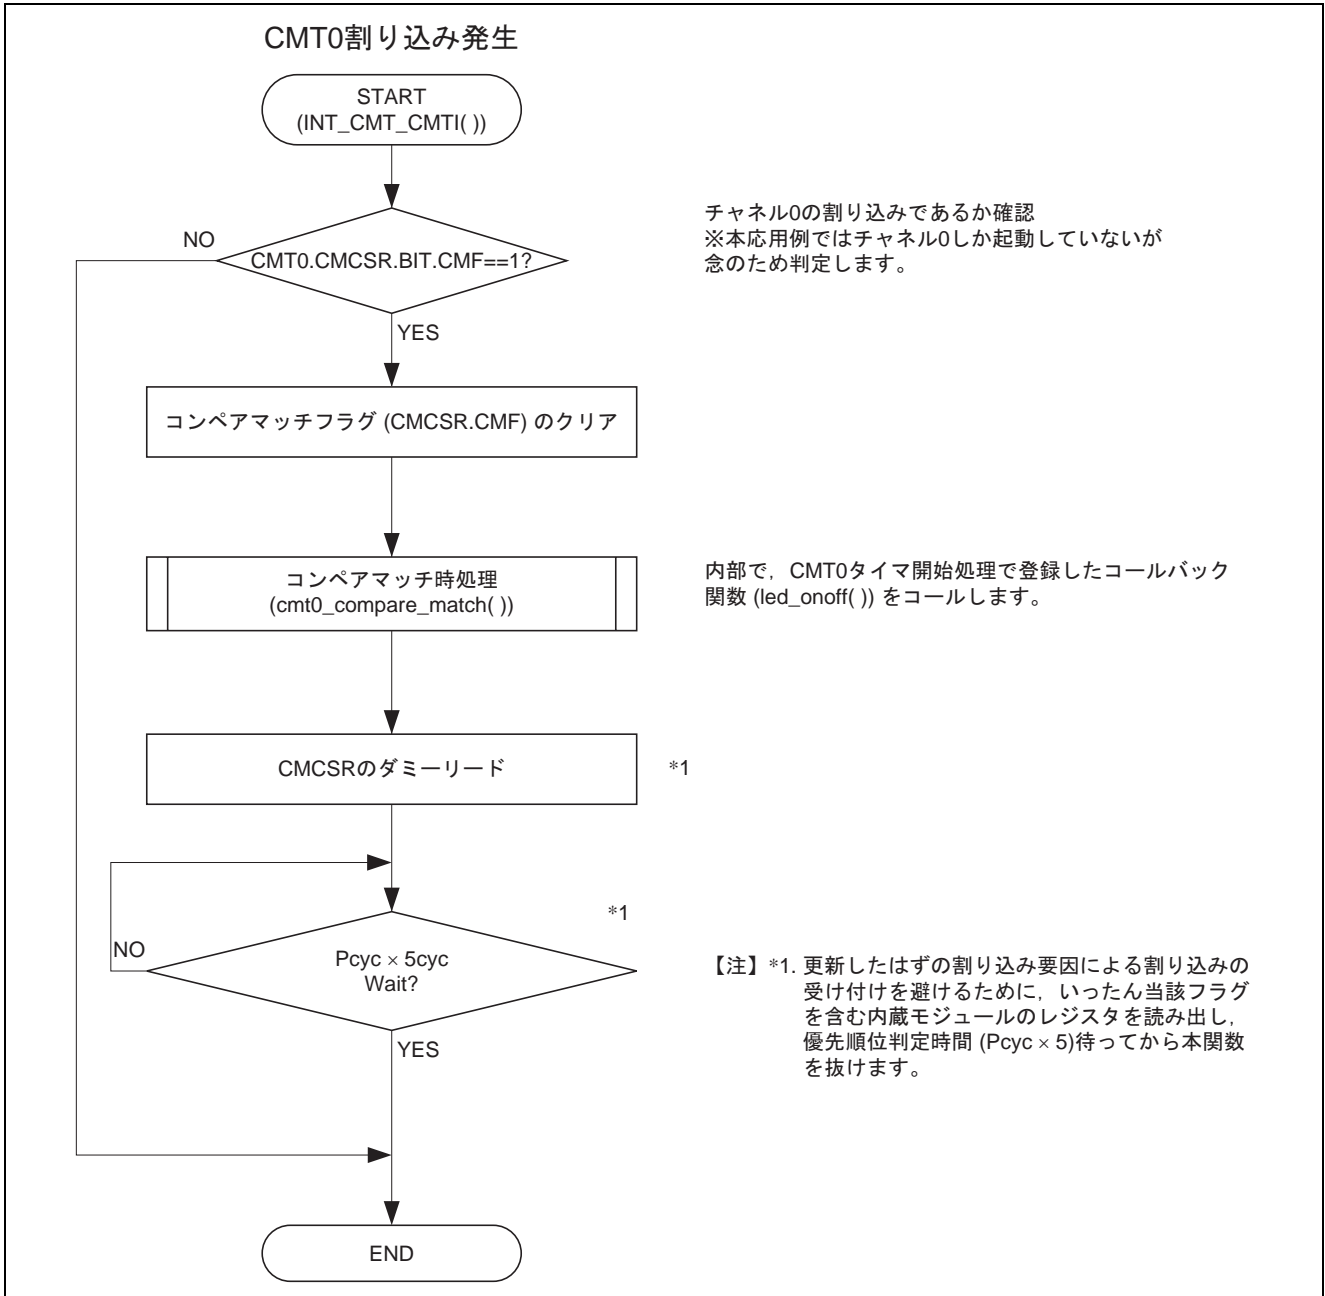 CMT0割り込み発生
START
(INT_CMT_CMTI( ))
チャネル0の割り込みであるか確認
※本応用例ではチャネル0しか起動していないが
念のため判定します。
NO
CMT0.CMCSR.BIT.CMF==1?
YES
コンペアマッチフラグ (CMCSR.CMF) のクリア
コンペアマッチ時処理
(cmt0_compare_match( ))
内部で，CMT0タイマ開始処理で登録したコールバック
関数 (led_onoff( )) をコールします。
CMCSRのダミーリード
*1
*1
NO
Pcyc × 5cyc
Wait?
YES
【注】*1. 更新したはずの割り込み要因による割り込みの
受け付けを避けるために，いったん当該フラグ
を含む内蔵モジュールのレジスタを読み出し，
優先順位判定時間 (Pcyc × 5)待ってから本関数
を抜けます。
END